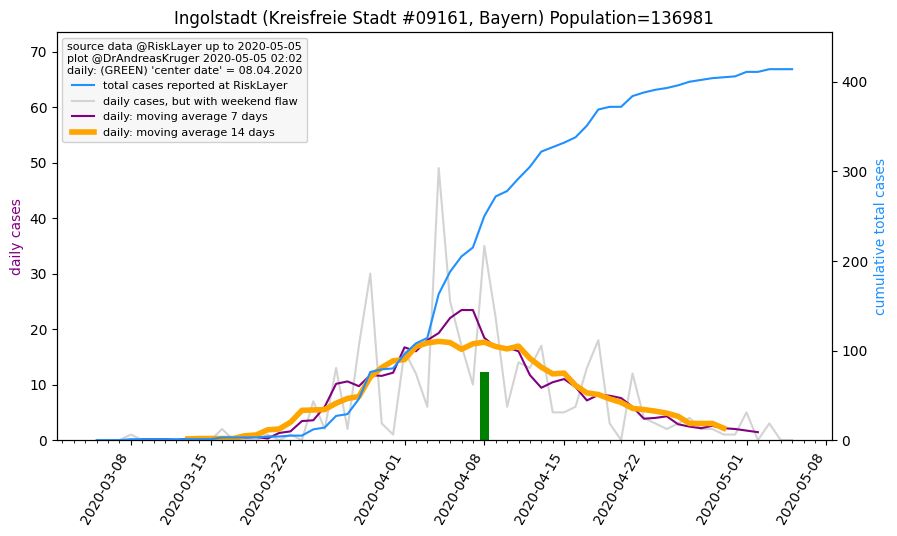 Ingolstadt (Kreisfreie Stadt #09161, Bayern) Population=136981
source data @RiskLayer up to 2020-05-05
plot @DrAndreasKruger 2020-05-05 02:02
daily: (GREEN) 'center date' = 08.04.2020
total cases reported at RiskLayer
daily cases, but with weekend flaw
daily: moving average 7 days
daily: moving average 14 days
daily cases
70
60
50
40
30
20
10
0
cumulative total cases
400
300
200
100
0
2020-03-08
2020-03-15
2020-03-22
2020-04-01
2020-04-08
2020-04-15
2020-04-22
2020-05-01
2020-05-08